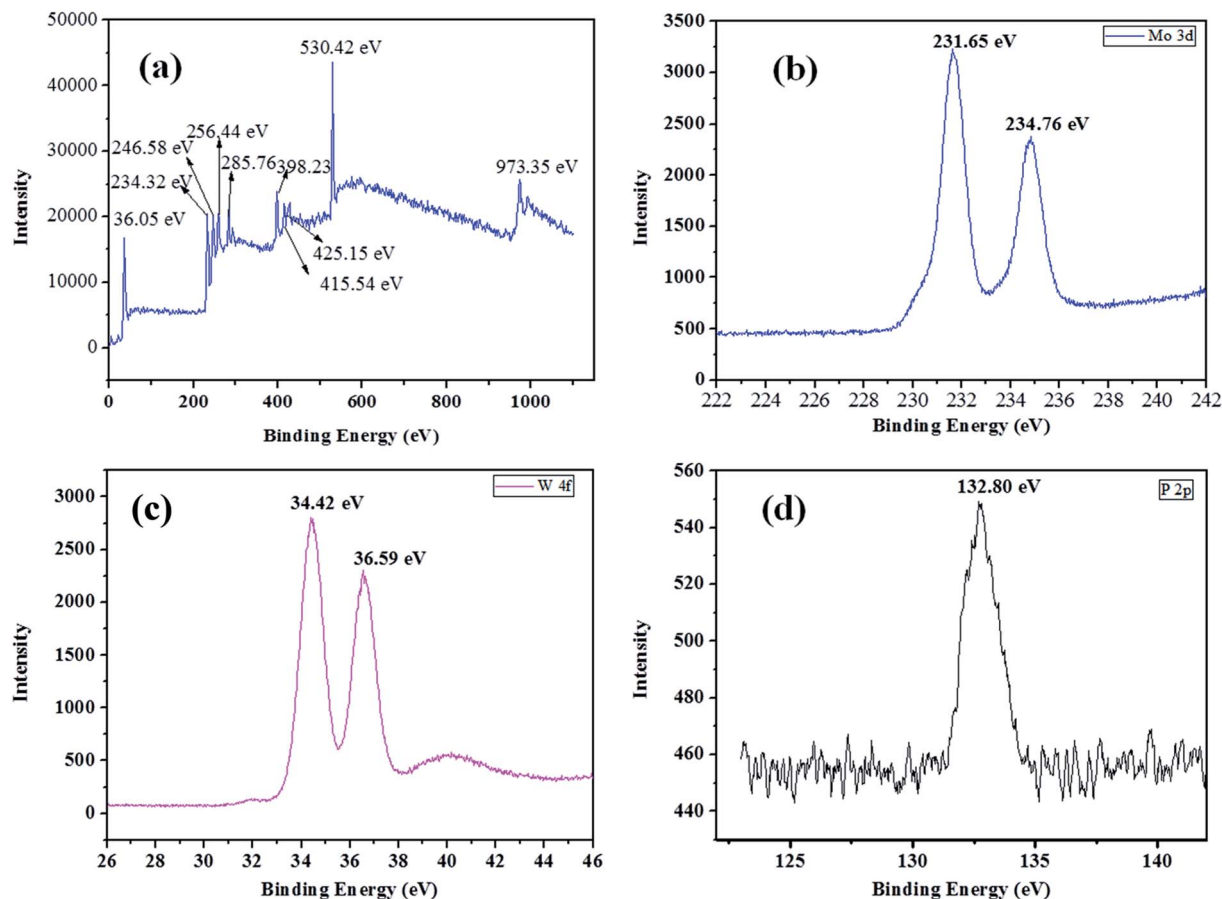 (a)
50000
40000
30000
20000
10000
0
530.42 eV
256.44 eV
246.58 eV
285.76
398.23
234.32 eV
36.05 eV
973.35 eV
425.15 eV
415.54 eV
Intensity
0 200 400 600 800 1000
Binding Energy (eV)
(b)
3500
3000
2500
2000
1500
1000
500
0
231.65 eV
Mo 3d
234.76 eV
Intensity
222 224 226 228 230 232 234 236 238 240 242
Binding Energy (eV)
(c)
3000
2500
2000
1500
1000
500
0
W 4f
34.42 eV
36.59 eV
Intensity
26 28 30 32 34 36 38 40 42 44 46
Binding Energy (eV)
(d)
560
540
520
500
480
460
440
132.80 eV
P 2p
Intensity
125 130 135 140
Binding Energy (eV)